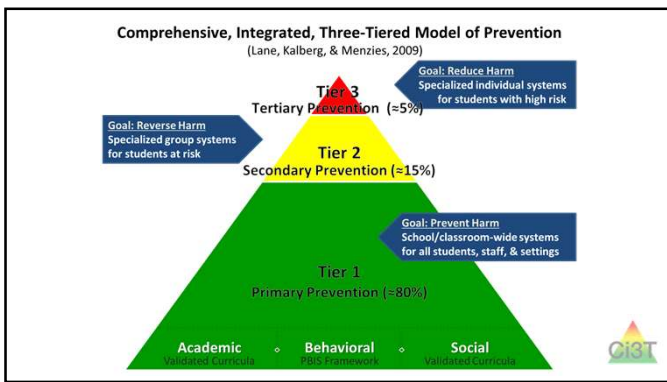 Comprehensive, Integrated, Three-Tiered Model of Prevention
(Lane, Kalberg, & Menzies, 2009)
Goal: Reduce Harm
Specialized individual systems
for students with high risk
Tier 3
Tertiary Prevention (≈5%)
Goal: Reverse Harm
Specialized group systems
for students at risk
Tier 2
Secondary Prevention (≈15%)
Goal: Prevent Harm
School/classroom-wide systems
for all students, staff, & settings
Tier 1
Primary Prevention (≈80%)
Academic ◦ Behavioral ◦ Social
Validated Curricula PBIS Framework Validated Curricula
Ci3T